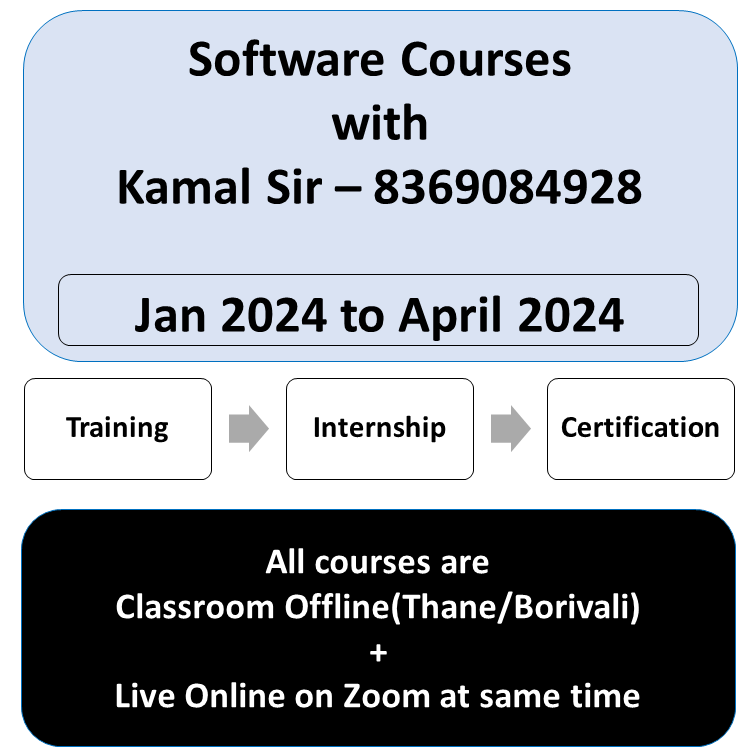 Software Courses
with
Kamal Sir – 8369084928
Jan 2024 to April 2024
Training
Internship
Certification
All courses are
Classroom Offline(Thane/Borivali)
+
Live Online on Zoom at same time